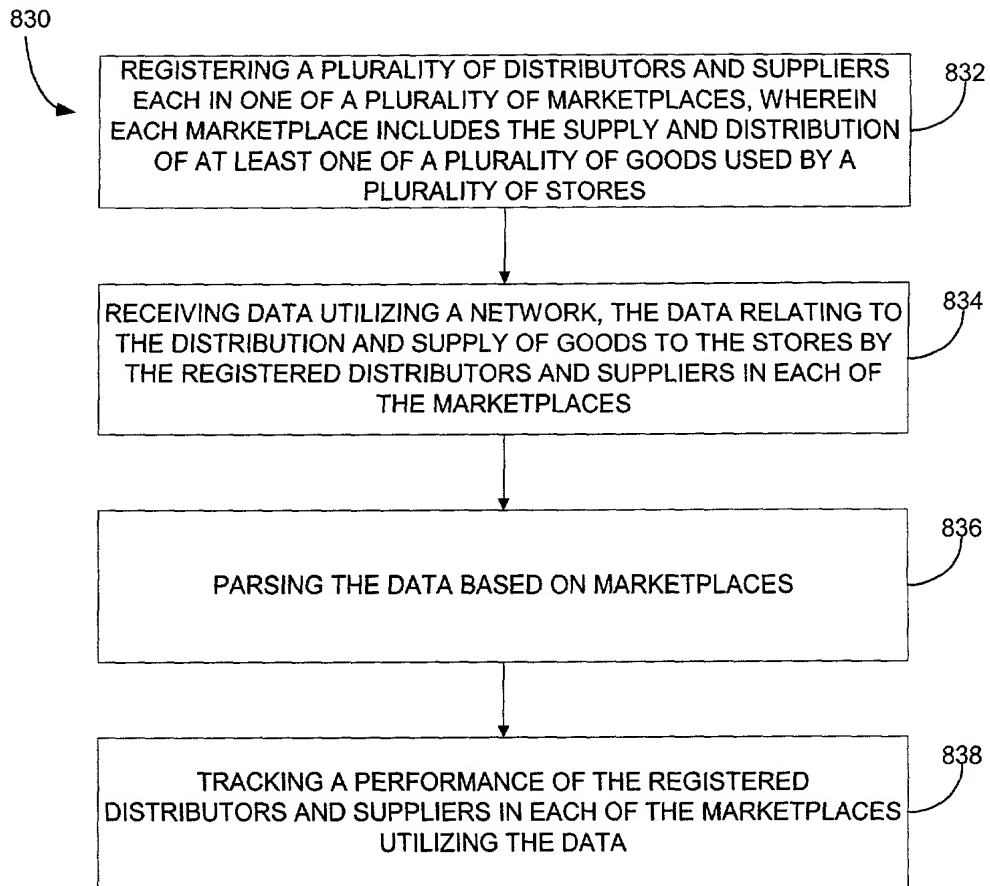 830
REGISTERING A PLURALITY OF DISTRIBUTORS AND SUPPLIERS
EACH IN ONE OF A PLURALITY OF MARKETPLACES, WHEREIN
EACH MARKETPLACE INCLUDES THE SUPPLY AND DISTRIBUTION
OF AT LEAST ONE OF A PLURALITY OF GOODS USED BY A
PLURALITY OF STORES
832
RECEIVING DATA UTILIZING A NETWORK, THE DATA RELATING TO
THE DISTRIBUTION AND SUPPLY OF GOODS TO THE STORES BY
THE REGISTERED DISTRIBUTORS AND SUPPLIERS IN EACH OF
THE MARKETPLACES
834
PARSING THE DATA BASED ON MARKETPLACES
836
TRACKING A PERFORMANCE OF THE REGISTERED
DISTRIBUTORS AND SUPPLIERS IN EACH OF THE MARKETPLACES
UTILIZING THE DATA
838